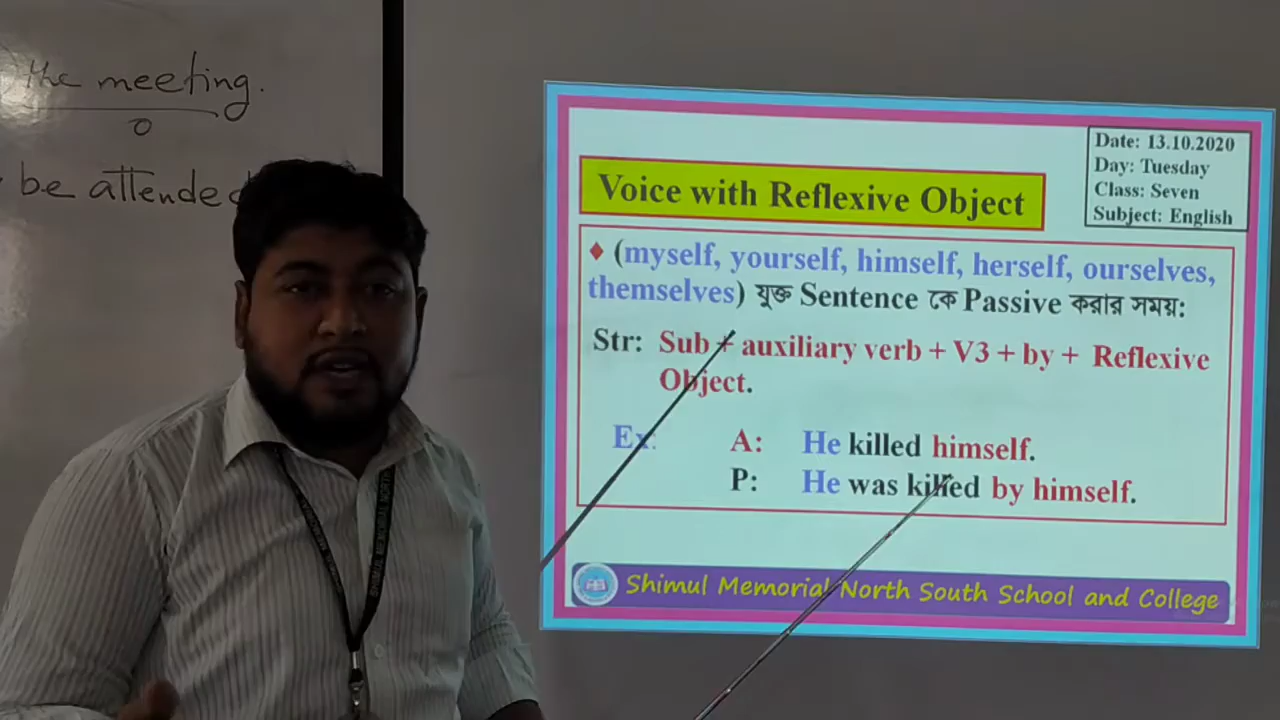 the meeting.
o
be attended
Date: 13.10.2020
Day: Tuesday
Class: Seven
Subject: English
Voice with Reflexive Object
♦ (myself, yourself, himself, herself, ourselves,
themselves) যুক্ত Sentence কে Passive করার সময়:
Str: Sub + auxiliary verb + V3 + by + Reflexive
Object.
Ex: A: He killed himself.
P: He was killed by himself.
Shimul Memorial North South School and College